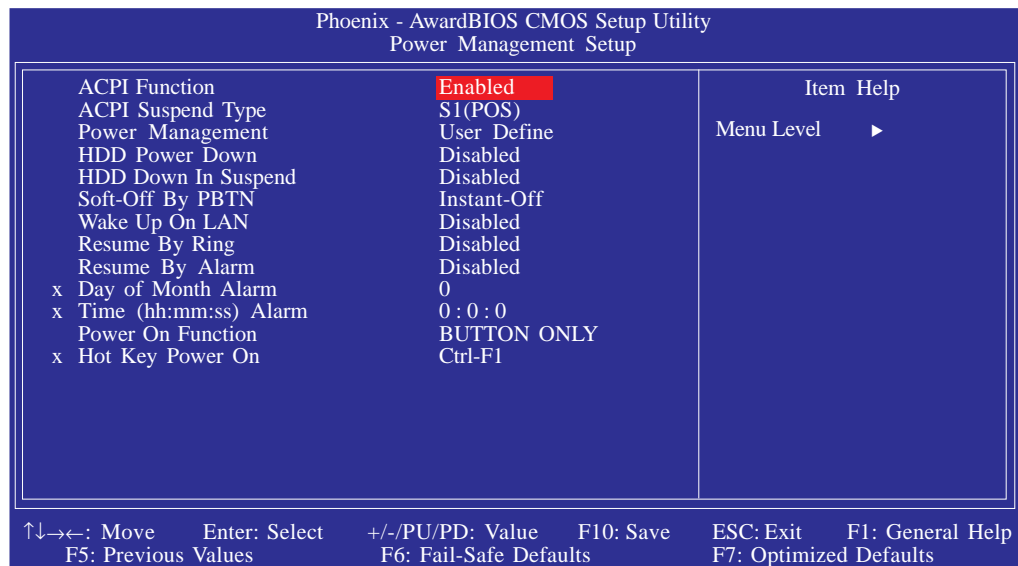 Phoenix - AwardBIOS CMOS Setup Utility
Power Management Setup
ACPI Function Enabled
ACPI Suspend Type S1(POS)
Power Management User Define
HDD Power Down Disabled
HDD Down In Suspend Disabled
Soft-Off By PBTN Instant-Off
Wake Up On LAN Disabled
Resume By Ring Disabled
Resume By Alarm Disabled
x Day of Month Alarm 0
x Time (hh:mm:ss) Alarm 0 : 0 : 0
Power On Function BUTTON ONLY
x Hot Key Power On Ctrl-F1
Item Help
Menu Level ▶
↑↓→←: Move Enter: Select +/-/PU/PD: Value F10: Save ESC: Exit F1: General Help
F5: Previous Values F6: Fail-Safe Defaults F7: Optimized Defaults